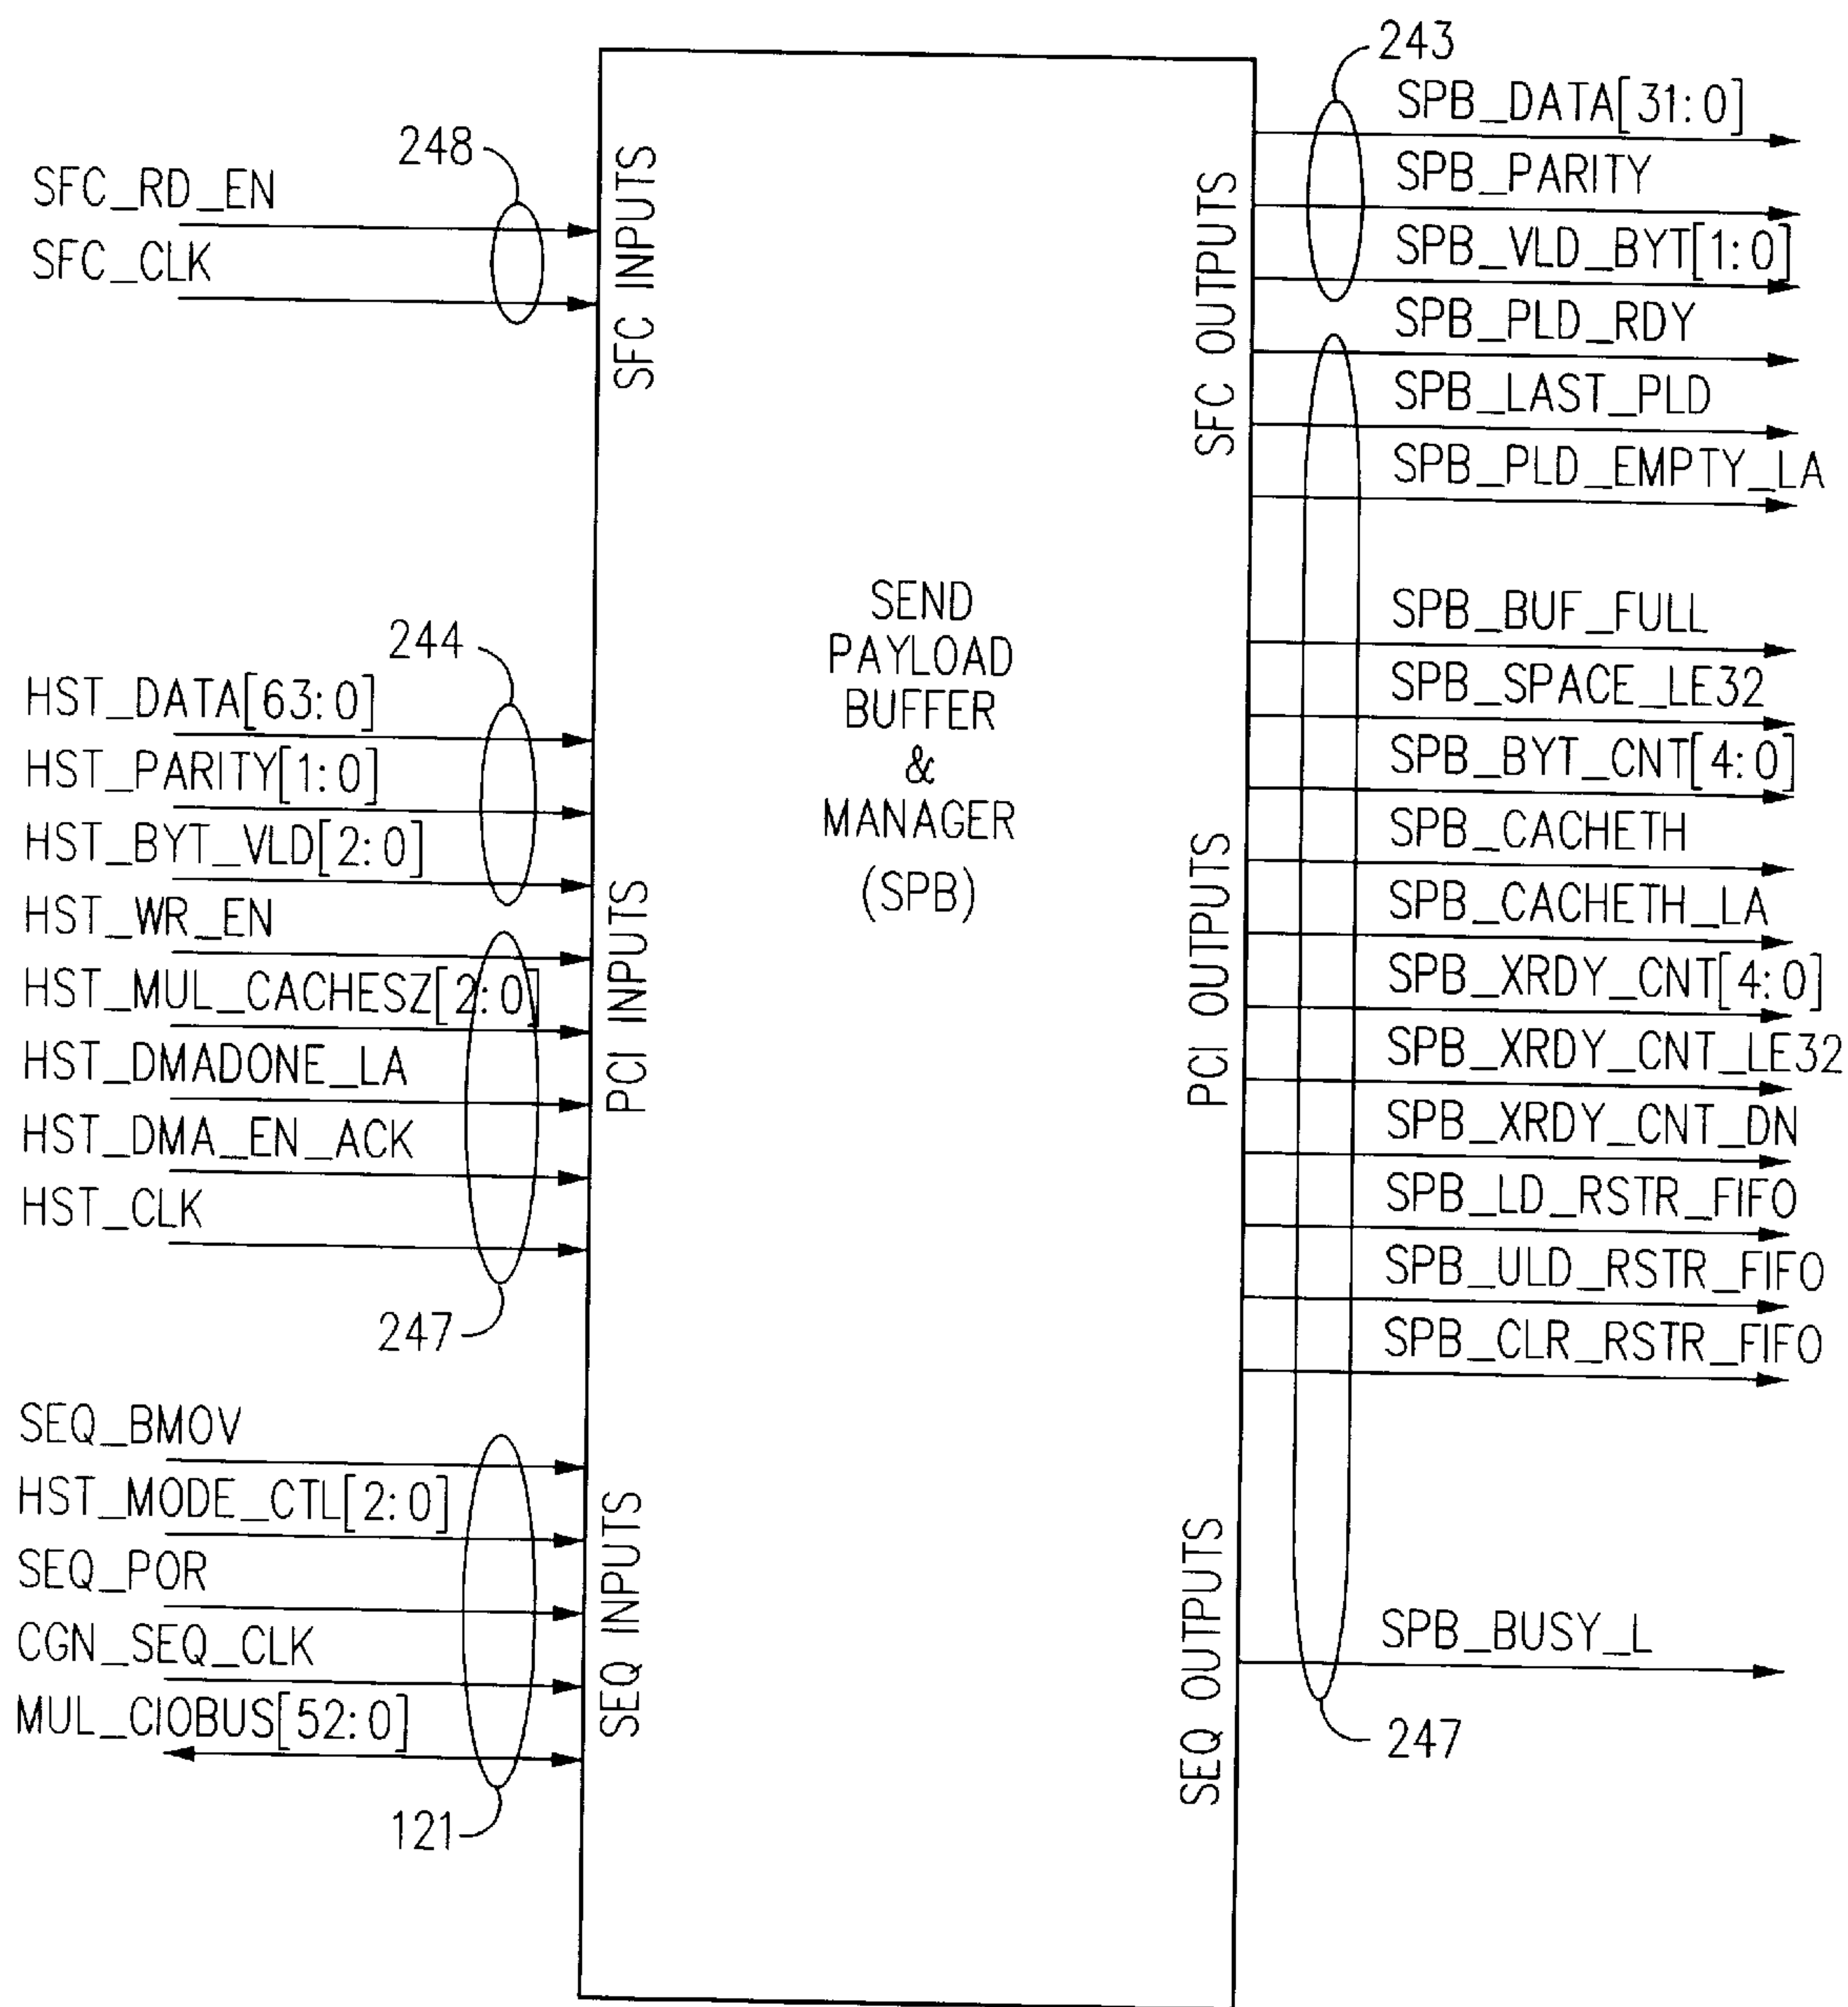 243
SPB_DATA[31:0]
SPB_PARITY
SPB_VLD_BYT[1:0]
SPB_PLD_RDY
SPB_LAST_PLD
SPB_PLD_EMPTY_LA
SFC OUTPUTS
248
SFC_RD_EN
SFC_CLK
SFC INPUTS
SEND
PAYLOAD
BUFFER
&
MANAGER
(SPB)
244
HST_DATA[63:0]
HST_PARITY[1:0]
HST_BYT_VLD[2:0]
HST_WR_EN
HST_MUL_CACHESZ[2:0]
HST_DMADONE_LA
HST_DMA_EN_ACK
HST_CLK
247
PCI INPUTS
SPB_BUF_FULL
SPB_SPACE_LE32
SPB_BYT_CNT[4:0]
SPB_CACHETH
SPB_CACHETH_LA
SPB_XRDY_CNT[4:0]
SPB_XRDY_CNT_LE32
SPB_XRDY_CNT_DN
SPB_LD_RSTR_FIFO
SPB_ULD_RSTR_FIFO
SPB_CLR_RSTR_FIFO
PCI OUTPUTS
SEQ_BMOV
HST_MODE_CTL[2:0]
SEQ_POR
CGN_SEQ_CLK
MUL_CIOBUS[52:0]
121
SEQ INPUTS
SEQ OUTPUTS
SPB_BUSY_L
247